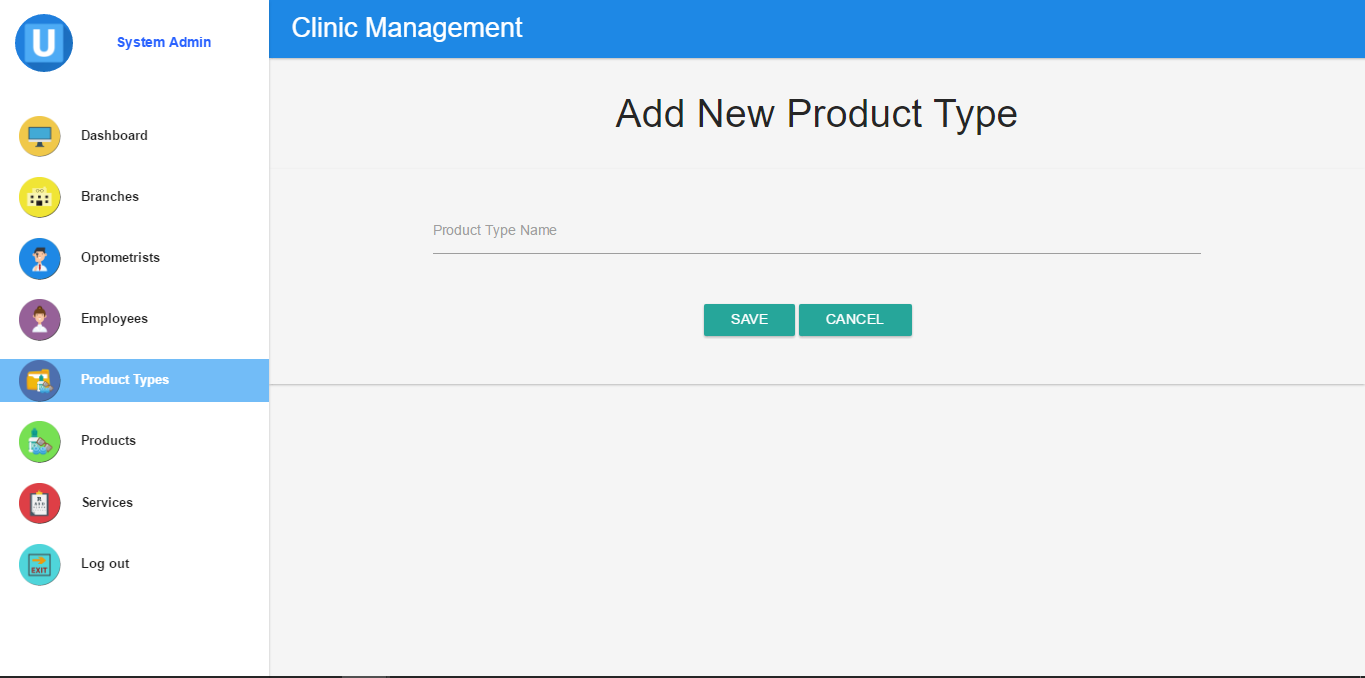 U
System Admin
Clinic Management
Add New Product Type
Dashboard
Branches
Optometrists
Employees
Product Types
Products
Services
Log out
EXIT
Product Type Name
SAVE
CANCEL